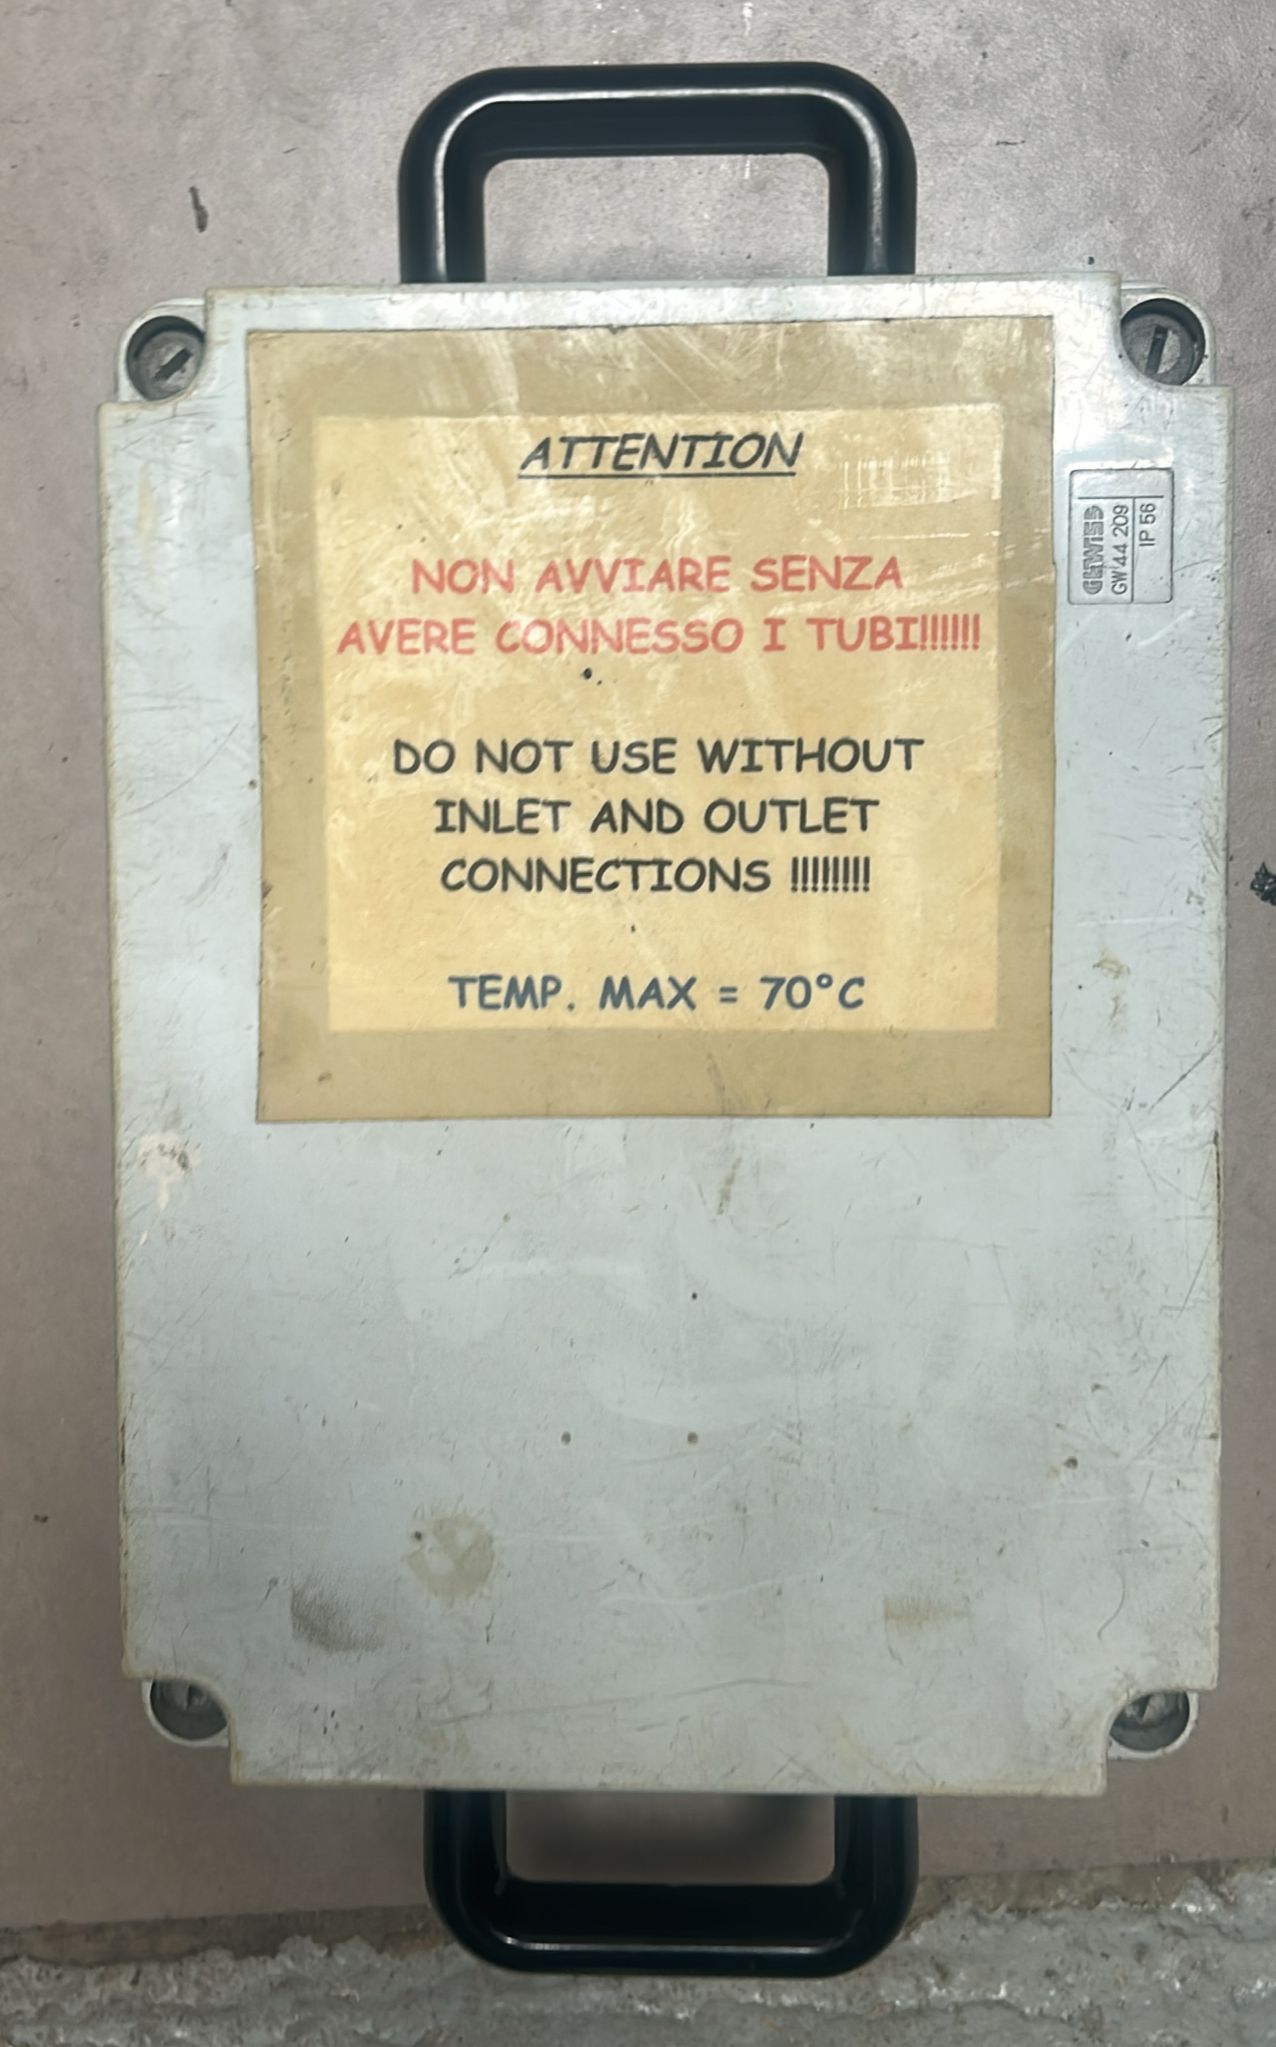 ATTENTION
NON AVVIARE SENZA
AVERE CONNESSO I TUBI!!!!!!
DO NOT USE WITHOUT
INLET AND OUTLET
CONNECTIONS !!!!!!!!
TEMP. MAX = 70°C
GEWISS
GW 44 209
IP 56